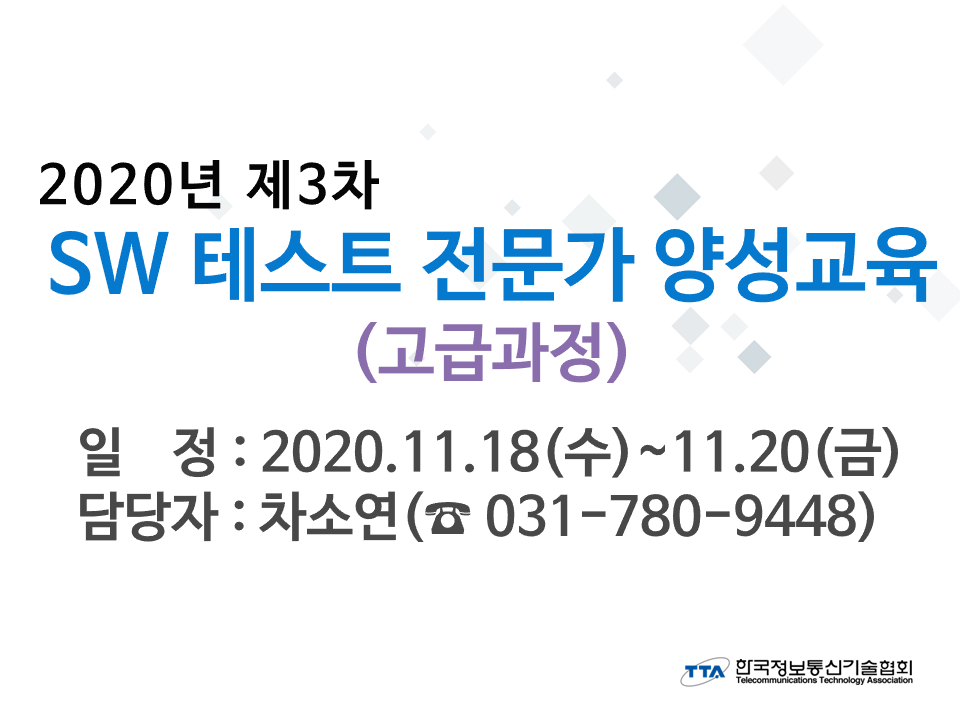 2020년 제3차
SW 테스트 전문가 양성교육
(고급과정)
일 정 : 2020.11.18(수)~11.20(금)
담당자 : 차소연(☎ 031-780-9448)
TTA 한국정보통신기술협회
Telecommunications Technology Association